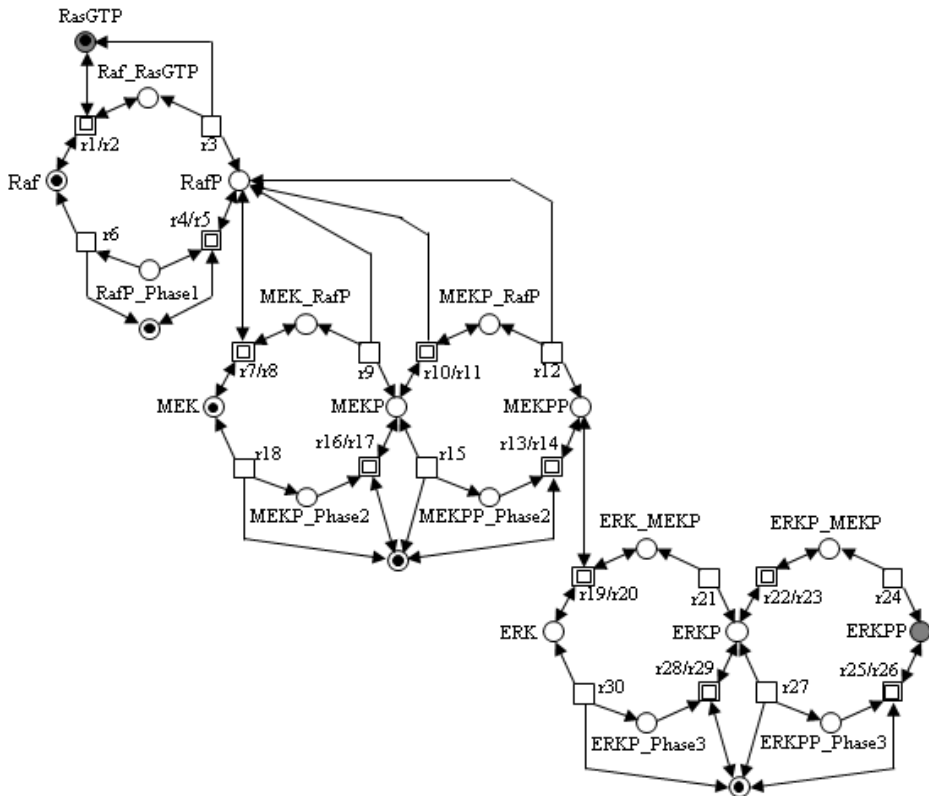 RasGTP
Raf_RasGTP
r1/r2
r3
Raf
RafP
r4/r5
r6
RafP_Phase1
MEK_RafP
MEKP_RafP
r7/r8
r9
r10/r11
r12
MEK
MEKP
MEKPP
r16/r17
r13/r14
r18
r15
MEKP_Phase2
MEKPP_Phase2
ERK_MEKP
ERKP_MEKP
r19/r20
r21
r22/r23
r24
ERK
ERKP
ERKPP
r28/r29
r25/r26
r30
r27
ERKP_Phase3
ERKPP_Phase3